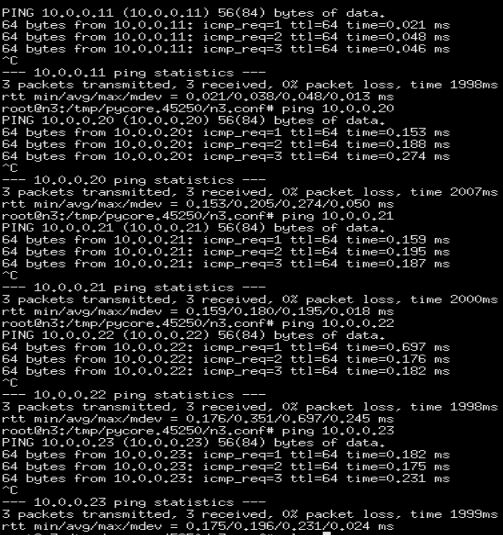 PING 10.0.0.11 (10.0.0.11) 56(84) bytes of data.
64 bytes from 10.0.0.11: icmp_req=1 ttl=64 time=0.021 ms
64 bytes from 10.0.0.11: icmp_req=2 ttl=64 time=0.048 ms
64 bytes from 10.0.0.11: icmp_req=3 ttl=64 time=0.046 ms
^C
--- 10.0.0.11 ping statistics ---
3 packets transmitted, 3 received, 0% packet loss, time 1998ms
rtt min/avg/max/mdev = 0.021/0.038/0.048/0.013 ms
root@n3:/tmp/pycore.45250/n3.conf# ping 10.0.0.20
PING 10.0.0.20 (10.0.0.20) 56(84) bytes of data.
64 bytes from 10.0.0.20: icmp_req=1 ttl=64 time=0.153 ms
64 bytes from 10.0.0.20: icmp_req=2 ttl=64 time=0.188 ms
64 bytes from 10.0.0.20: icmp_req=3 ttl=64 time=0.274 ms
^C
--- 10.0.0.20 ping statistics ---
3 packets transmitted, 3 received, 0% packet loss, time 2007ms
rtt min/avg/max/mdev = 0.153/0.205/0.274/0.050 ms
root@n3:/tmp/pycore.45250/n3.conf# ping 10.0.0.21
PING 10.0.0.21 (10.0.0.21) 56(84) bytes of data.
64 bytes from 10.0.0.21: icmp_req=1 ttl=64 time=0.159 ms
64 bytes from 10.0.0.21: icmp_req=2 ttl=64 time=0.195 ms
64 bytes from 10.0.0.21: icmp_req=3 ttl=64 time=0.187 ms
^C
--- 10.0.0.21 ping statistics ---
3 packets transmitted, 3 received, 0% packet loss, time 2000ms
rtt min/avg/max/mdev = 0.159/0.180/0.195/0.018 ms
root@n3:/tmp/pycore.45250/n3.conf# ping 10.0.0.22
PING 10.0.0.22 (10.0.0.22) 56(84) bytes of data.
64 bytes from 10.0.0.22: icmp_req=1 ttl=64 time=0.697 ms
64 bytes from 10.0.0.22: icmp_req=2 ttl=64 time=0.176 ms
64 bytes from 10.0.0.22: icmp_req=3 ttl=64 time=0.182 ms
^C
--- 10.0.0.22 ping statistics ---
3 packets transmitted, 3 received, 0% packet loss, time 1998ms
rtt min/avg/max/mdev = 0.176/0.351/0.697/0.245 ms
root@n3:/tmp/pycore.45250/n3.conf# ping 10.0.0.23
PING 10.0.0.23 (10.0.0.23) 56(84) bytes of data.
64 bytes from 10.0.0.23: icmp_req=1 ttl=64 time=0.182 ms
64 bytes from 10.0.0.23: icmp_req=2 ttl=64 time=0.175 ms
64 bytes from 10.0.0.23: icmp_req=3 ttl=64 time=0.231 ms
^C
--- 10.0.0.23 ping statistics ---
3 packets transmitted, 3 received, 0% packet loss, time 1999ms
rtt min/avg/max/mdev = 0.175/0.196/0.231/0.024 ms